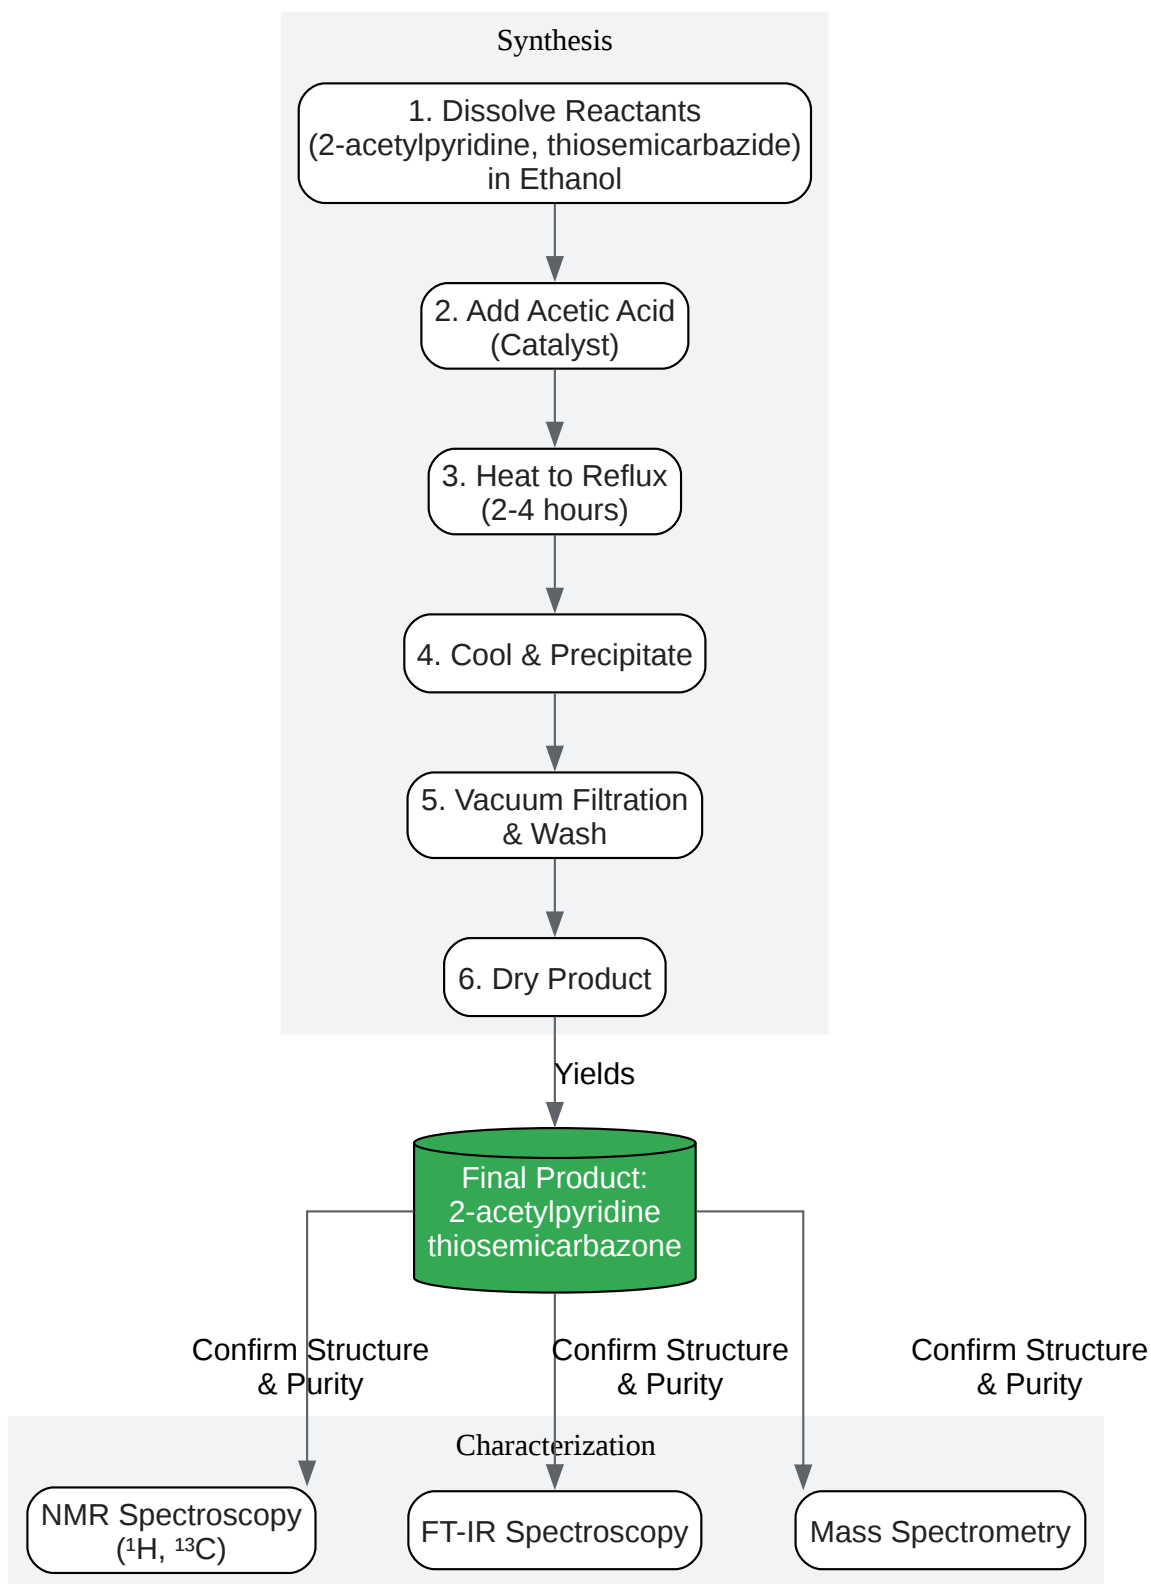 Synthesis
1. Dissolve Reactants
(2-acetylpyridine, thiosemicarbazide)
in Ethanol
2. Add Acetic Acid
(Catalyst)
3. Heat to Reflux
(2-4 hours)
4. Cool & Precipitate
5. Vacuum Filtration
& Wash
6. Dry Product
Yields
Final Product:
2-acetylpyridine
thiosemicarbazone
Confirm Structure
& Purity
Confirm Structure
& Purity
Confirm Structure
& Purity
Characterization
NMR Spectroscopy
(¹H, ¹³C)
FT-IR Spectroscopy
Mass Spectrometry